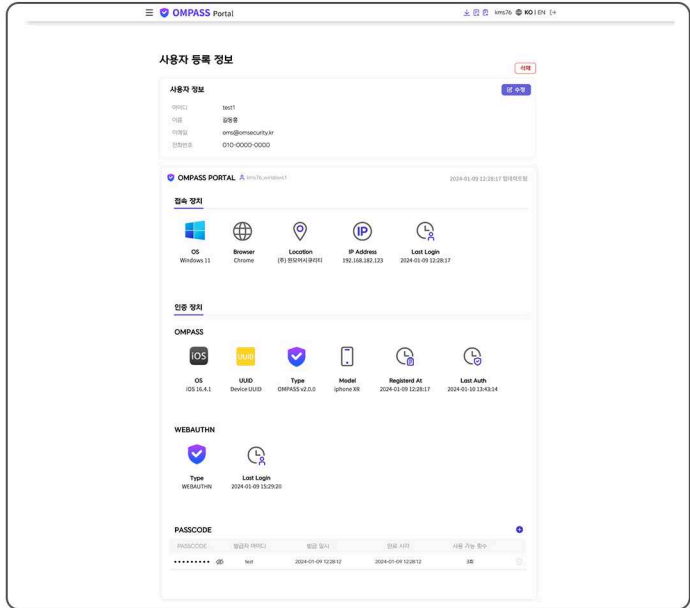 OMPASS Portal
kms76 KO | EN
사용자 등록 정보
삭제
사용자 정보
수정
아이디 test1
이름 길동홍
이메일 oms@omsecurity.kr
전화번호 010-0000-0000
OMPASS PORTAL kms76_window17 2024-01-09 12:28:17 업데이트됨
접속 장치
IP
OS Browser Location IP Address Last Login
Windows 11 Chrome (주) 원모어시큐리티 192.168.182.123 2024-01-09 12:28:17
인증 장치
OMPASS
iOS UUID
OS UUID Type Model Registerd At Last Auth
iOS 16.4.1 Device UUID OMPASS v2.0.0 iphone XR 2024-01-09 12:28:17 2024-01-10 13:43:14
WEBAUTHN
Type Last Login
WEBAUTHN 2024-01-09 15:29:20
PASSCODE
PASSCODE 발급자 아이디 발급 일시 만료 시각 사용 가능 횟수
••••••••• test 2024-01-09 12:28:12 2024-01-09 12:28:12 3회